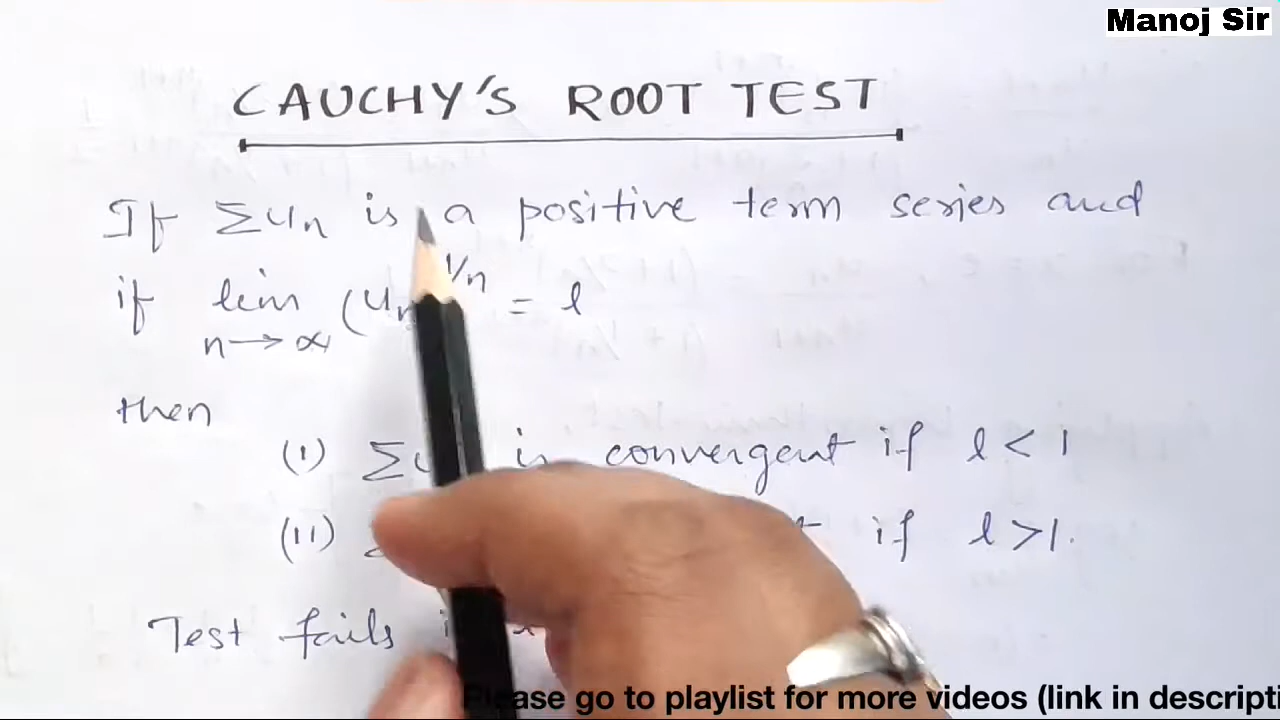 Manoj Sir
CAUCHY'S ROOT TEST
If Σun is a positive term series and
if lim n→∞ (un 1/n = l
then
(I) Σ is convergent if l < 1
(II) if l > 1.
Test fails
Please go to playlist for more videos (link in descripti